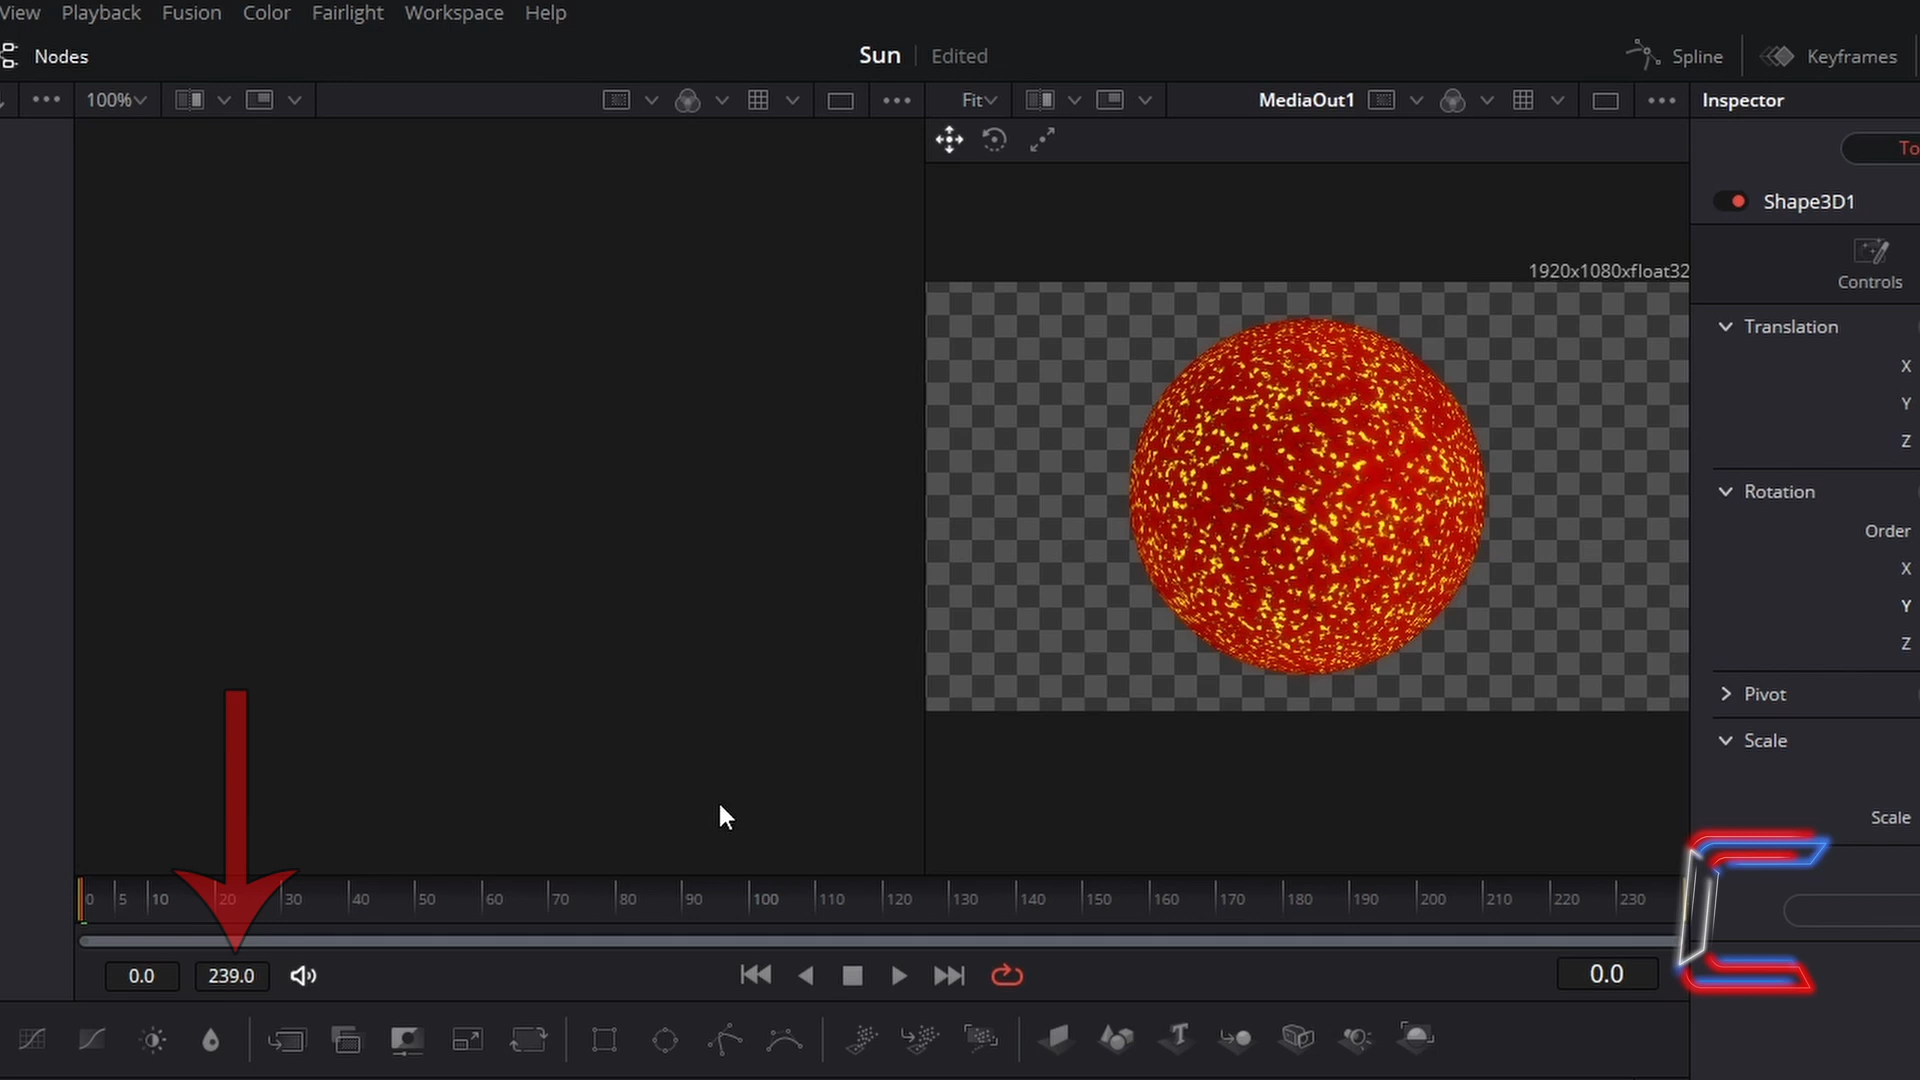 View Playback Fusion Color Fairlight Workspace Help
Nodes Sun Edited Spline Keyframes
100% Fit MediaOut1 Inspector
To
Shape3D1
1920x1080xfloat32
Controls
Translation
X
Y
Z
Rotation
Order
X
Y
Z
Pivot
Scale
Scale
0 5 10 20 30 40 50 60 70 80 90 100 110 120 130 140 150 160 170 180 190 200 210 220 230
0.0 239.0 0.0